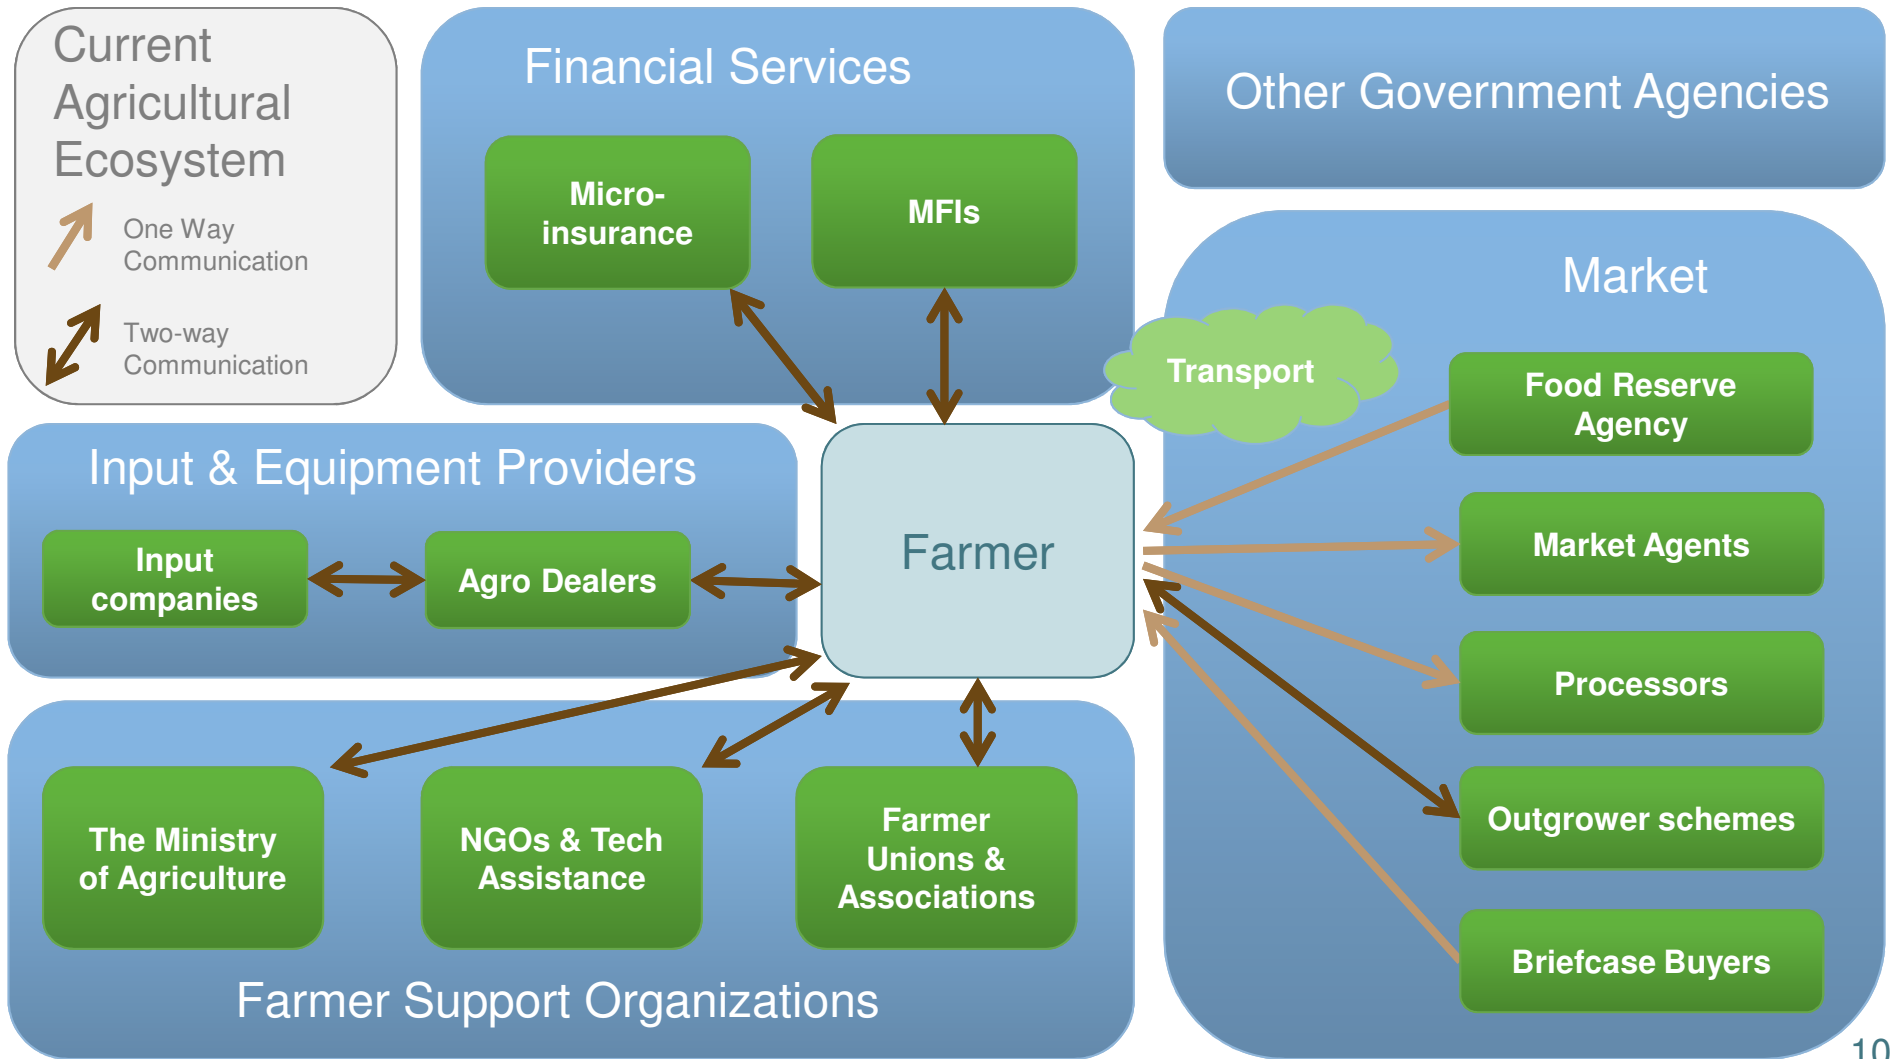 Current
Agricultural
Ecosystem
One Way
Communication
Two-way
Communication
Financial Services
Micro-
insurance
MFIs
Other Government Agencies
Market
Transport
Food Reserve
Agency
Market Agents
Processors
Outgrower schemes
Briefcase Buyers
Input & Equipment Providers
Input
companies
Agro Dealers
Farmer
The Ministry
of Agriculture
NGOs & Tech
Assistance
Farmer
Unions &
Associations
Farmer Support Organizations
10